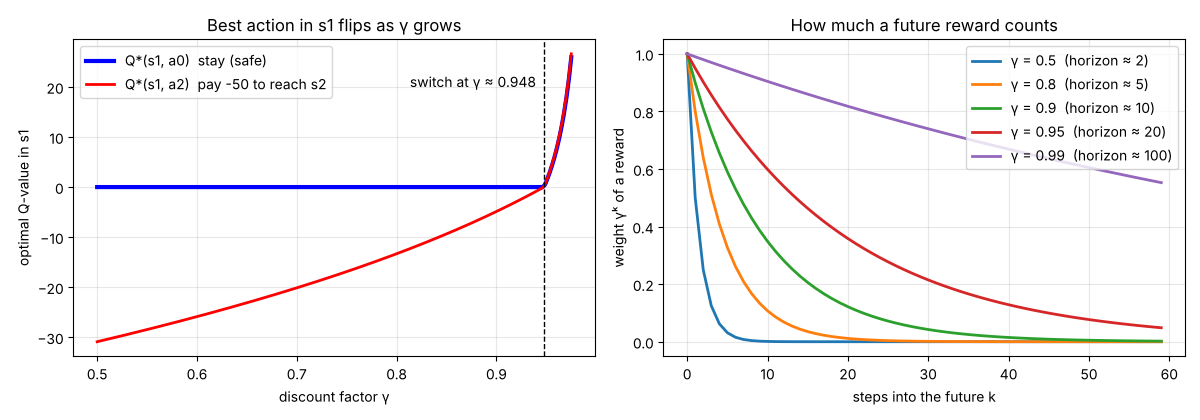 Best action in s1 flips as γ grows
Q*(s1, a0)  stay (safe)
Q*(s1, a2)  pay -50 to reach s2
switch at γ ≈ 0.948
optimal Q-value in s1
20
10
0
−10
−20
−30
0.5
0.6
0.7
0.8
0.9
discount factor γ
How much a future reward counts
γ = 0.5  (horizon ≈ 2)
γ = 0.8  (horizon ≈ 5)
γ = 0.9  (horizon ≈ 10)
γ = 0.95  (horizon ≈ 20)
γ = 0.99  (horizon ≈ 100)
weight γᵏ of a reward
1.0
0.8
0.6
0.4
0.2
0.0
0
10
20
30
40
50
60
steps into the future k